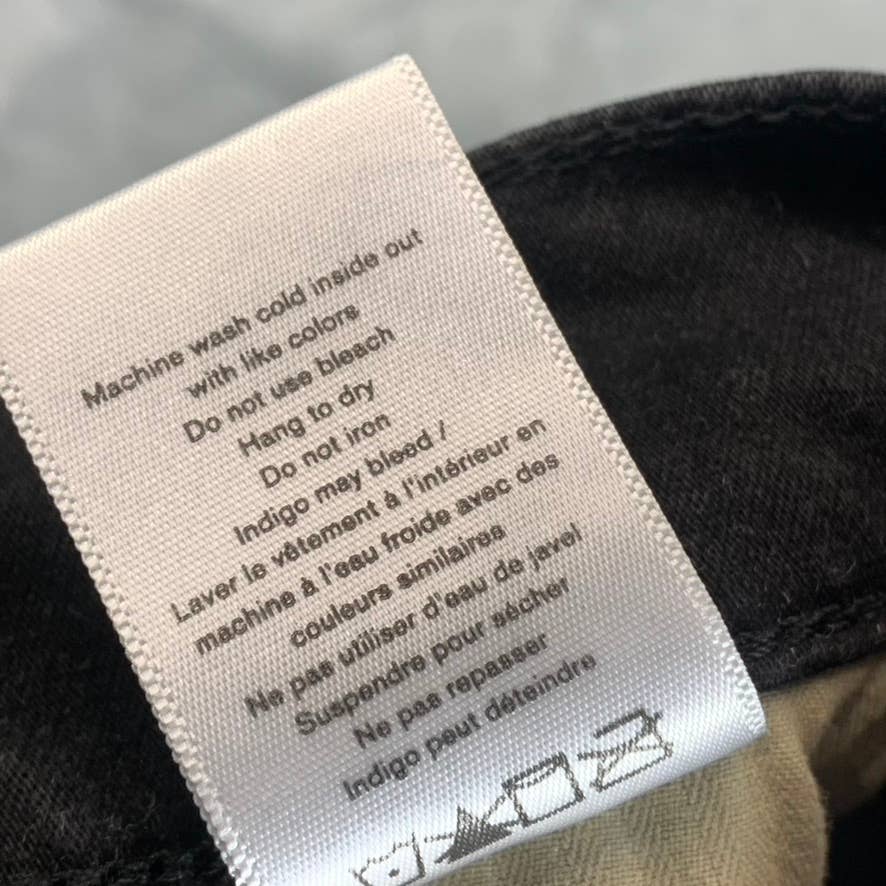 Machine wash cold inside out
with like colors
Do not use bleach
Hang to dry
Do not iron
Indigo may bleed /
Laver le vêtement à l'intérieur en
machine à l'eau froide avec des
couleurs similaires
Ne pas utiliser d'eau de javel
Suspendre pour sècher
Ne pas repasser
Indigo peut déteindre